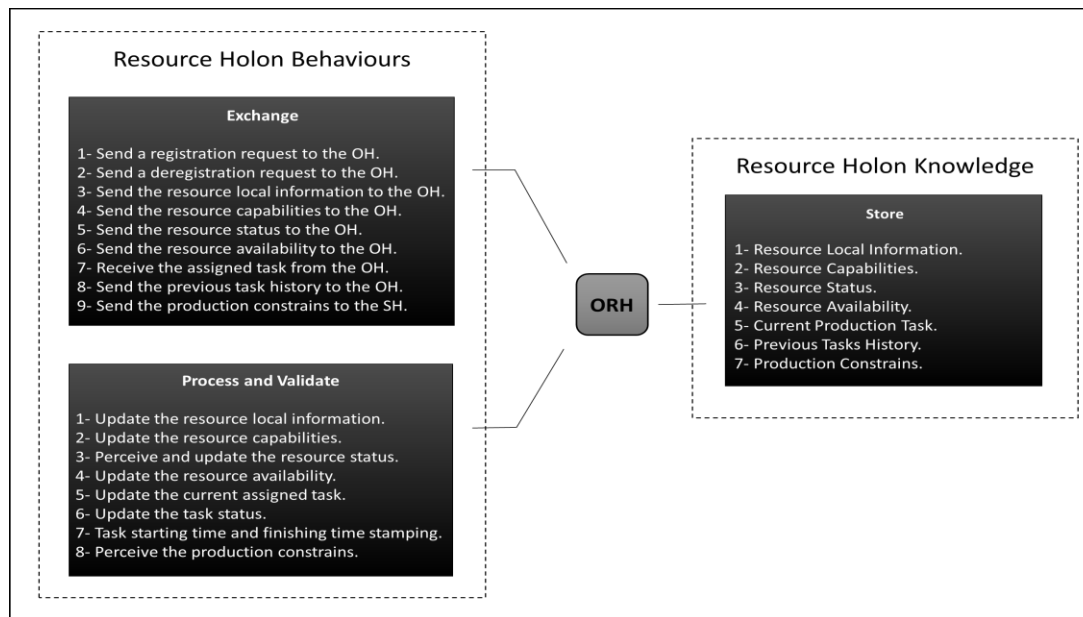 Resource Holon Behaviours
Exchange
1- Send a registration request to the OH.
2- Send a deregistration request to the OH.
3- Send the resource local information to the OH.
4- Send the resource capabilities to the OH.
5- Send the resource status to the OH.
6- Send the resource availability to the OH.
7- Receive the assigned task from the OH.
8- Send the previous task history to the OH.
9- Send the production constrains to the SH.
Process and Validate
1- Update the resource local information.
2- Update the resource capabilities.
3- Perceive and update the resource status.
4- Update the resource availability.
5- Update the current assigned task.
6- Update the task status.
7- Task starting time and finishing time stamping.
8- Perceive the production constrains.
ORH
Resource Holon Knowledge
Store
1- Resource Local Information.
2- Resource Capabilities.
3- Resource Status.
4- Resource Availability.
5- Current Production Task.
6- Previous Tasks History.
7- Production Constrains.